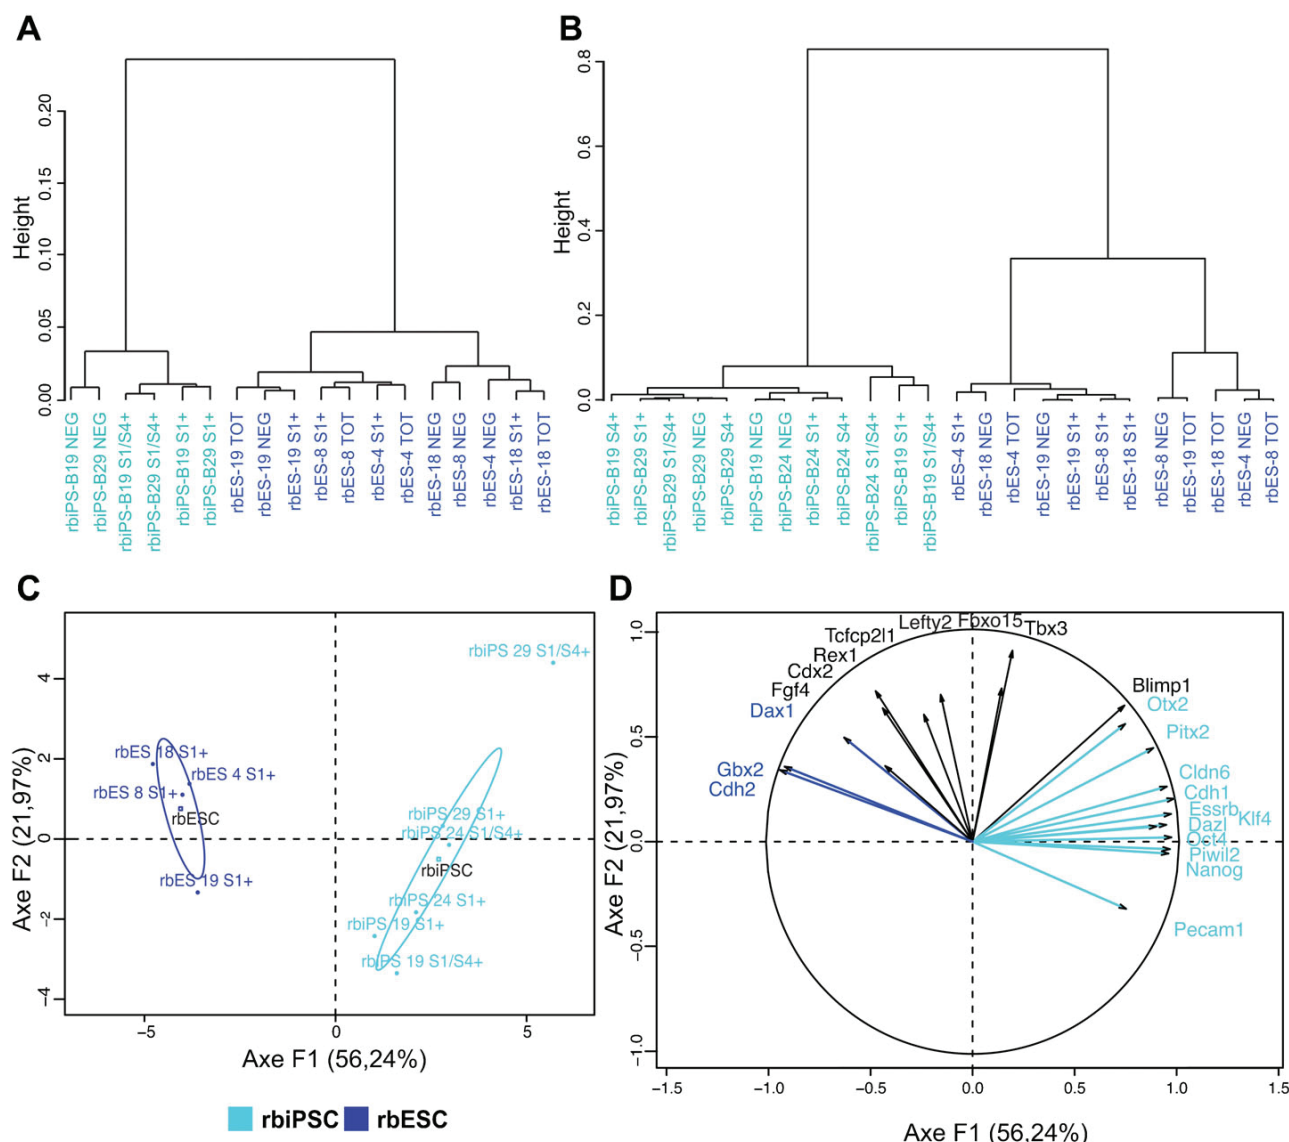 A
Height
0.00
0.05
0.10
0.15
0.20
rbiPS-B19 NEG
rbiPS-B29 NEG
rbiPS-B19 S1/S4+
rbiPS-B29 S1/S4+
rbiPS-B19 S1+
rbiPS-B29 S1+
rbES-19 TOT
rbES-19 NEG
rbES-19 S1+
rbES-8 S1+
rbES-8 TOT
rbES-4 S1+
rbES-4 TOT
rbES-18 NEG
rbES-8 NEG
rbES-4 NEG
rbES-18 S1+
rbES-18 TOT
B
Height
0.0
0.2
0.4
0.6
0.8
rbiPS-B19 S4+
rbiPS-B29 S1+
rbiPS-B29 S1/S4+
rbiPS-B29 NEG
rbiPS-B29 S4+
rbiPS-B19 NEG
rbiPS-B24 NEG
rbiPS-B24 S1+
rbiPS-B24 S4+
rbiPS-B24 S1/S4+
rbiPS-B19 S1+
rbiPS-B19 S1/S4+
rbES-4 S1+
rbES-18 NEG
rbES-4 TOT
rbES-19 NEG
rbES-19 S1+
rbES-8 S1+
rbES-18 S1+
rbES-8 NEG
rbES-19 TOT
rbES-18 TOT
rbES-4 NEG
rbES-8 TOT
C
Axe F2 (21,97%)
4
2
0
−2
−4
rbiPS 29 S1/S4+
rbES 18 S1+
rbES 4 S1+
rbES 8 S1+
rbESC
rbES 19 S1+
rbiPS 29 S1+
rbiPS 24 S1/S4+
rbiPSC
rbiPS 24 S1+
rbiPS 19 S1+
rbiPS 19 S1/S4+
−5
0
5
Axe F1 (56,24%)
D
Axe F2 (21,97%)
1.0
0.5
0.0
−0.5
−1.0
Lefty2
Fbxo15
Tbx3
Tcfcp2l1
Rex1
Cdx2
Fgf4
Dax1
Gbx2
Cdh2
Blimp1
Otx2
Pitx2
Cldn6
Cdh1
Essrb
Klf4
Dazl
Oct4
Piwil2
Nanog
Pecam1
−1.5
−1.0
−0.5
0.0
0.5
1.0
1.5
Axe F1 (56,24%)
rbiPSC
rbESC